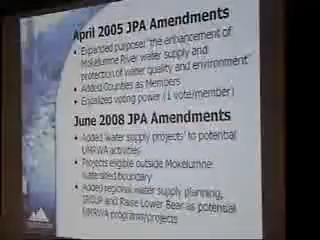 April 2005 JPA Amendments
• Expanded purpose: 'the enhancement of
Mokelumne River water supply and
protection of water quality and environment
• Added Counties as Members
• Equalized voting power (1 vote/member)
June 2008 JPA Amendments
• Added 'water supply projects' to potential
UMRWA activities
• Projects eligible outside Mokelumne
watershed boundary
• Added regional water supply planning,
IRCUP and Raise Lower Bear as potential
UMRWA programs/projects